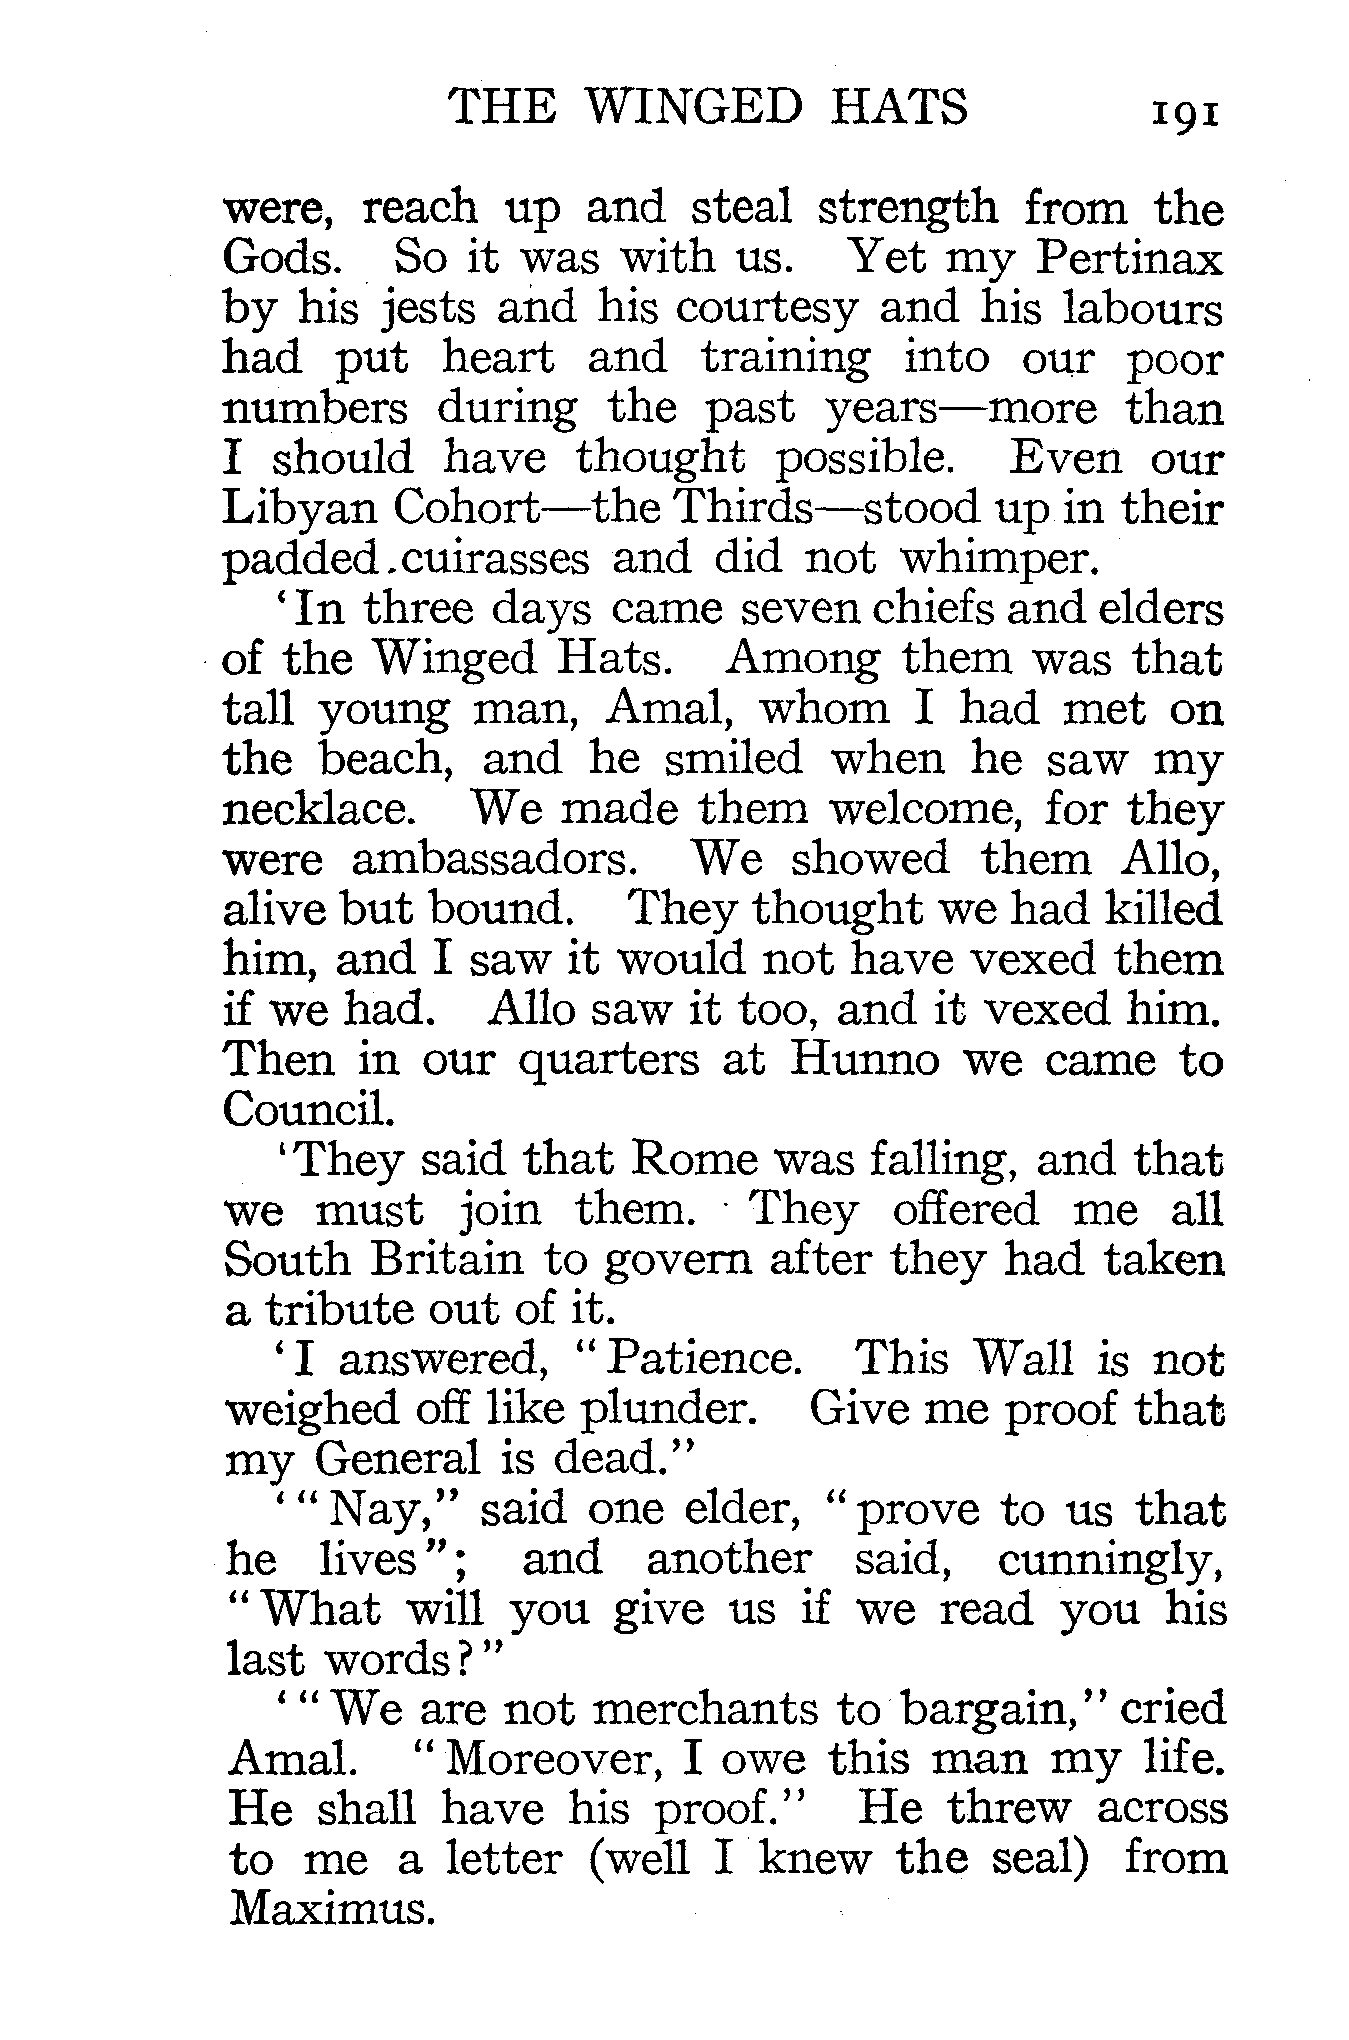 THE WINGED HATS 191
were, reach up and steal strength from the
Gods. So it was with us. Yet my Pertinax
by his jests and his courtesy and his labours
had put heart and training into our poor
numbers during the past years—more than
I should have thought possible. Even our
Libyan Cohort—the Thirds—stood up in their
padded cuirasses and did not whimper.
‘In three days came seven chiefs and elders
of the Winged Hats. Among them was that
tall young man, Amal, whom I had met on
the beach, and he smiled when he saw my
necklace. We made them welcome, for they
were ambassadors. We showed them Allo,
alive but bound. They thought we had killed
him, and I saw it would not have vexed them
if we had. Allo saw it too, and it vexed him.
Then in our quarters at Hunno we came to
Council.
‘They said that Rome was falling, and that
we must join them. They offered me all
South Britain to govern after they had taken
a tribute out of it.
‘I answered, “Patience. This Wall is not
weighed off like plunder. Give me proof that
my General is dead.”
‘“Nay,” said one elder, “prove to us that
he lives”; and another said, cunningly,
“What will you give us if we read you his
last words?”
‘“We are not merchants to bargain,” cried
Amal. “Moreover, I owe this man my life.
He shall have his proof.” He threw across
to me a letter (well I knew the seal) from
Maximus.